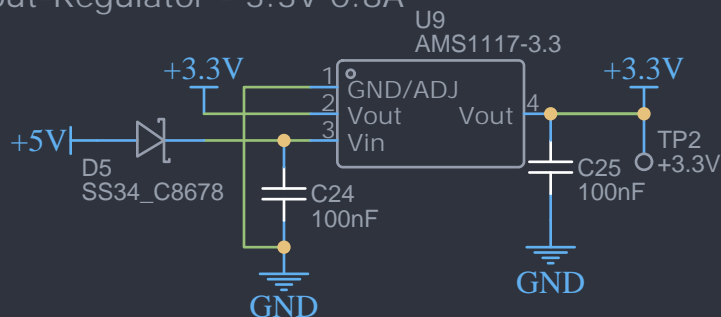 out-Regulator - 3.3V 0.8A
U9
AMS1117-3.3
+3.3V
+3.3V
1
GND/ADJ
2
Vout
Vout
4
+5V
3
Vin
D5
SS34_C8678
TP2
+3.3V
C24
100nF
C25
100nF
GND
GND